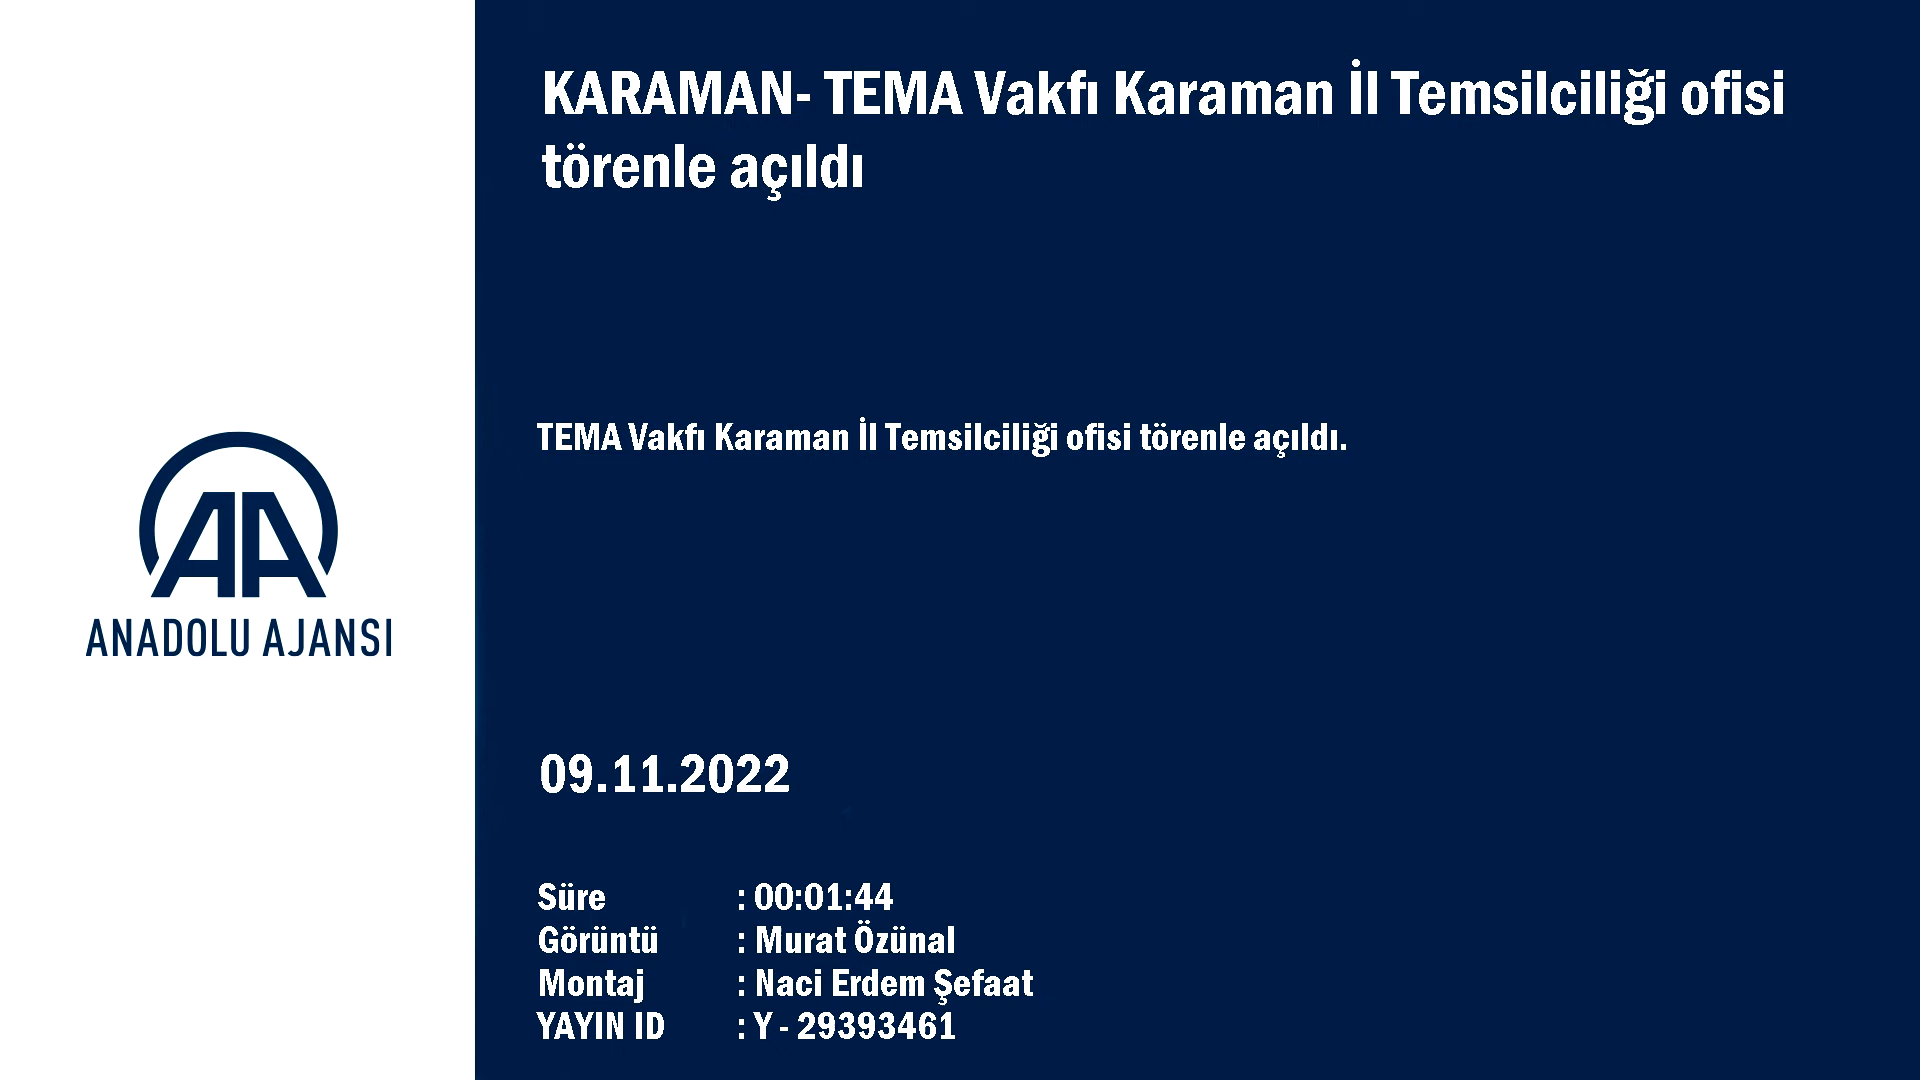 KARAMAN- TEMA Vakfı Karaman İl Temsilciliği ofisi
törenle açıldı
TEMA Vakfı Karaman İl Temsilciliği ofisi törenle açıldı.
AA
ANADOLU AJANSI
09.11.2022
Süre : 00:01:44
Görüntü : Murat Özünal
Montaj : Naci Erdem Şefaat
YAYIN ID : Y - 29393461